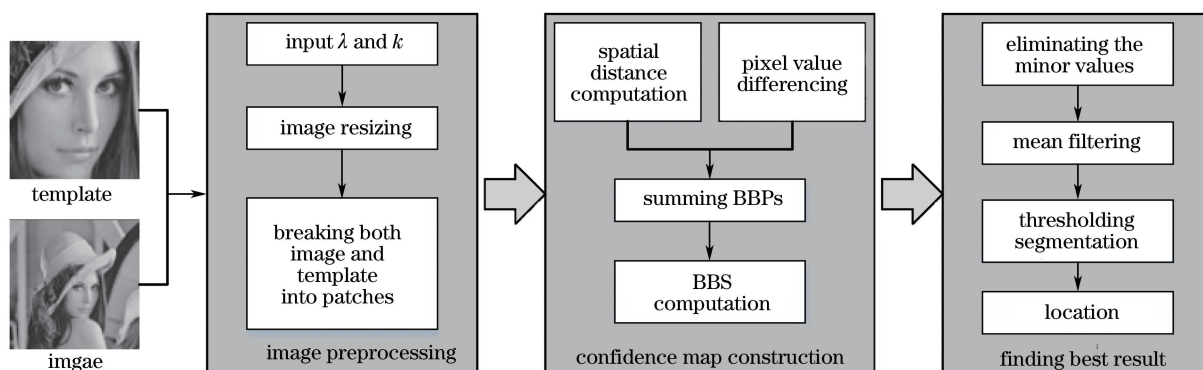 template
imgae
input λ and k
image resizing
breaking both
image and
template
into patches
image preprocessing
spatial
distance
computation
pixel value
differencing
summing BBPs
BBS
computation
confidence map construction
eliminating the
minor values
mean filtering
thresholding
segmentation
location
finding best result